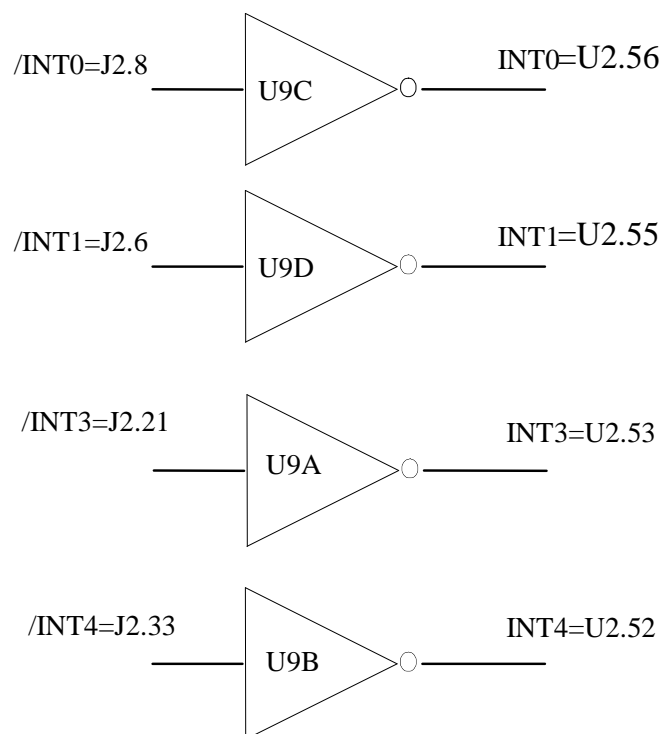 /INT0=J2.8
U9C
INT0=U2.56
/INT1=J2.6
U9D
INT1=U2.55
/INT3=J2.21
U9A
INT3=U2.53
/INT4=J2.33
U9B
INT4=U2.52